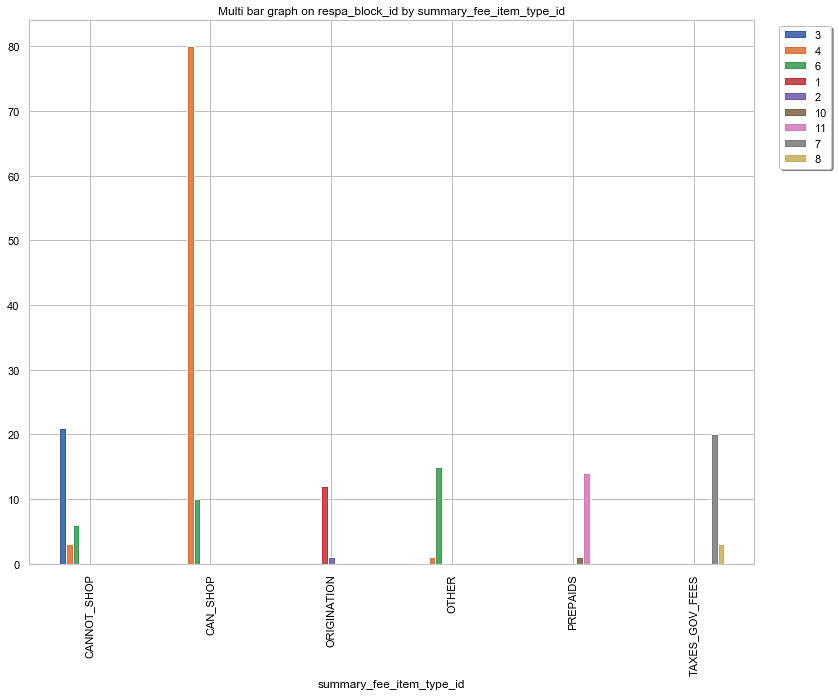 Multi bar graph on respa_block_id by summary_fee_item_type_id
3
4
6
1
2
10
11
7
8
80
70
60
50
40
30
20
10
0
CANNOT_SHOP
CAN_SHOP
ORIGINATION
OTHER
PREPAIDS
TAXES_GOV_FEES
summary_fee_item_type_id